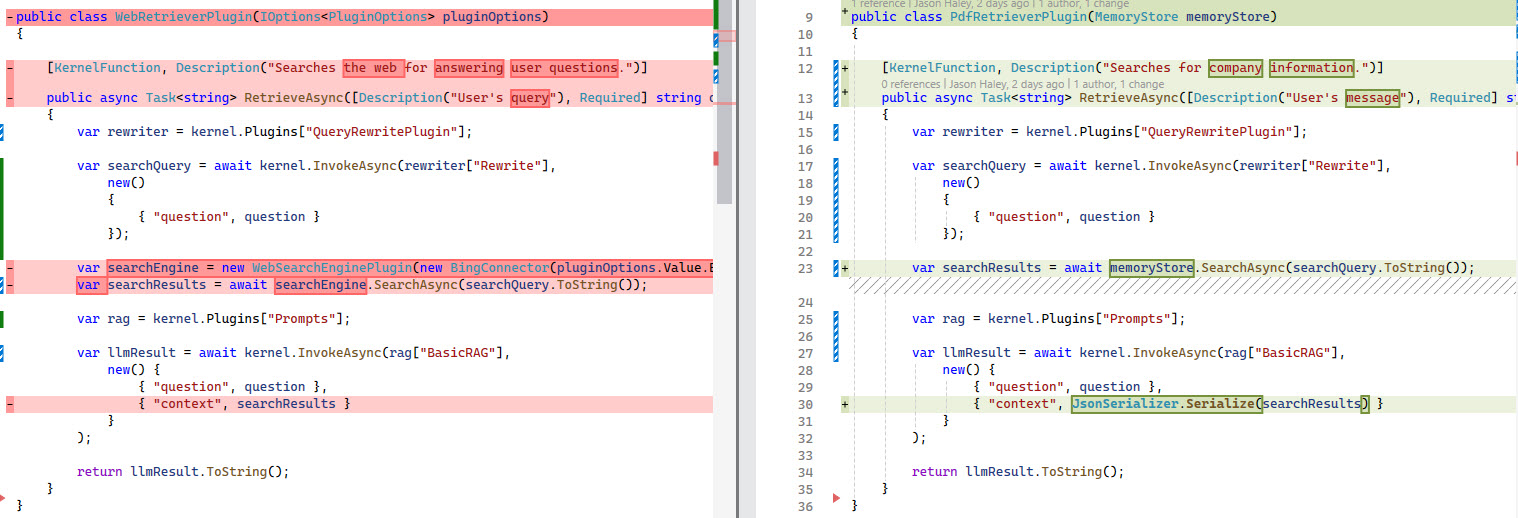 -public class WebRetrieverPlugin(IOptions<PluginOptions> pluginOptions)
{
- [KernelFunction, Description("Searches the web for answering user questions.")]
- public async Task<string> RetrieveAsync([Description("User's query"), Required] string
{
var rewriter = kernel.Plugins["QueryRewritePlugin"];
var searchQuery = await kernel.InvokeAsync(rewriter["Rewrite"],
new()
{
{ "question", question }
});
- var searchEngine = new WebSearchEnginePlugin(new BingConnector(pluginOptions.Value.
- var searchResults = await searchEngine.SearchAsync(searchQuery.ToString());
var rag = kernel.Plugins["Prompts"];
var llmResult = await kernel.InvokeAsync(rag["BasicRAG"],
new() {
{ "question", question },
- { "context", searchResults }
}
);
return llmResult.ToString();
}
}
1 reference | Jason Haley, 2 days ago | 1 author, 1 change
9 + public class PdfRetrieverPlugin(MemoryStore memoryStore)
10 {
11
12 + [KernelFunction, Description("Searches for company information.")]
0 references | Jason Haley, 2 days ago | 1 author, 1 change
13 + public async Task<string> RetrieveAsync([Description("User's message"), Required]
14 {
15 var rewriter = kernel.Plugins["QueryRewritePlugin"];
16
17 var searchQuery = await kernel.InvokeAsync(rewriter["Rewrite"],
18 new()
19 {
20 { "question", question }
21 });
22
23 + var searchResults = await memoryStore.SearchAsync(searchQuery.ToString());
24
25 var rag = kernel.Plugins["Prompts"];
26
27 var llmResult = await kernel.InvokeAsync(rag["BasicRAG"],
28 new() {
29 { "question", question },
30 + { "context", JsonSerializer.Serialize(searchResults) }
31 }
32 );
33
34 return llmResult.ToString();
35 }
36 }